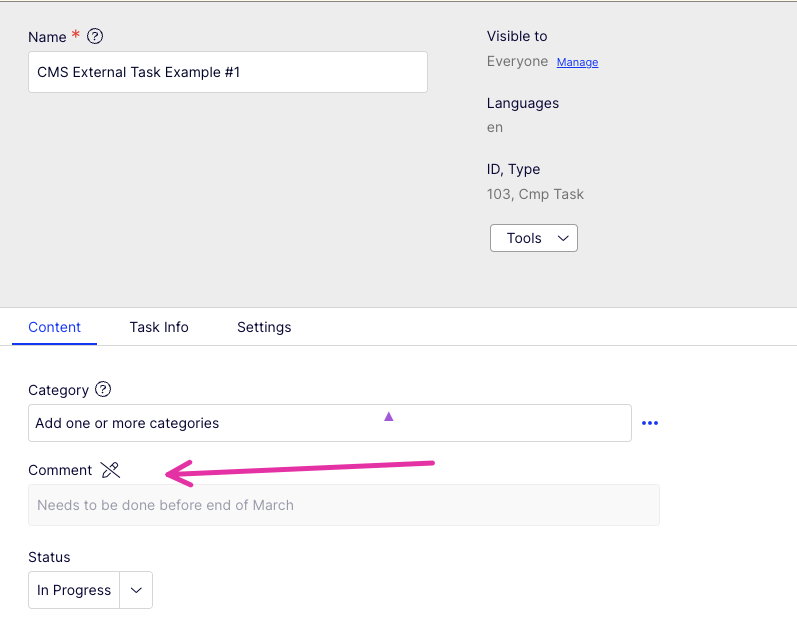 Name * ?
CMS External Task Example #1
Visible to
Everyone Manage
Languages
en
ID, Type
103, Cmp Task
Tools
Content Task Info Settings
Category ?
Add one or more categories
Comment
Needs to be done before end of March
Status
In Progress